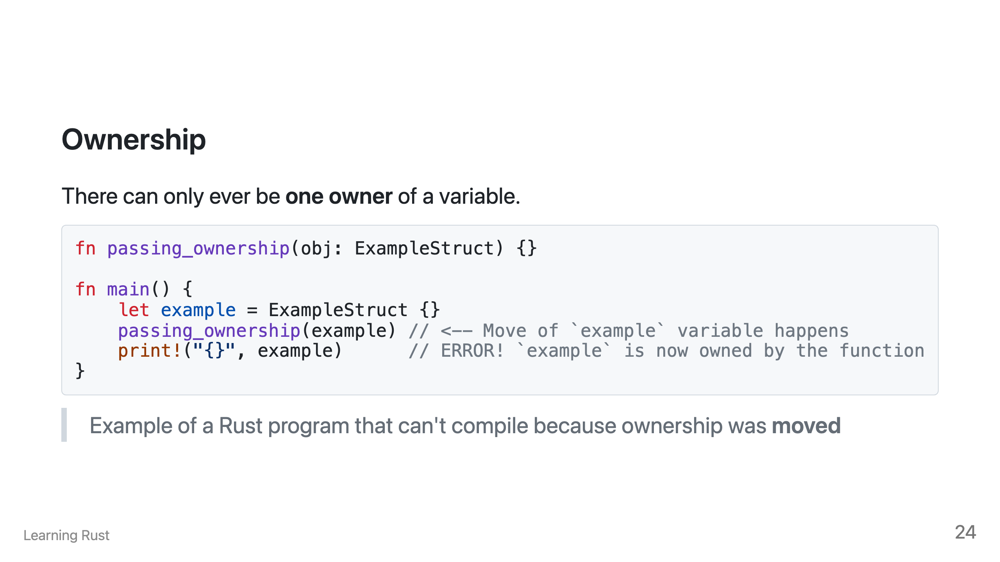 Ownership
There can only ever be one owner of a variable.
fn passing_ownership(obj: ExampleStruct) {}
fn main() {
    let example = ExampleStruct {}
    passing_ownership(example) // <-- Move of `example` variable happens
    print!("{}", example)      // ERROR! `example` is now owned by the function
}
Example of a Rust program that can't compile because ownership was moved
Learning Rust
24